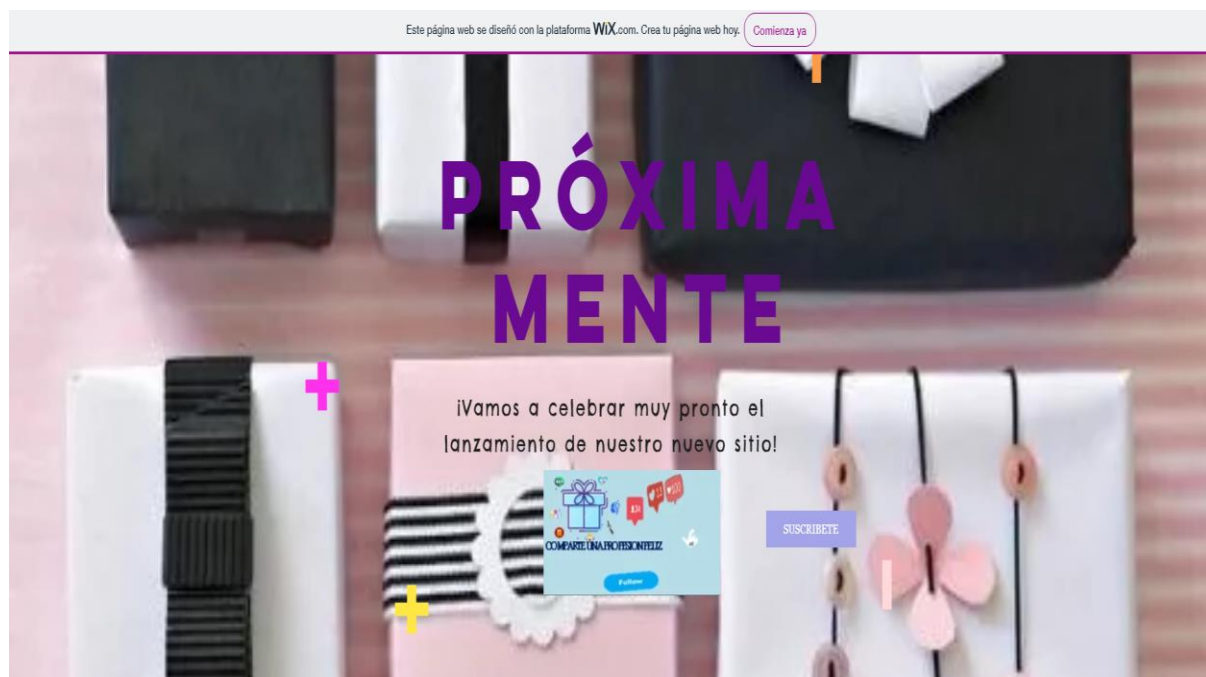 Este página web se diseñó con la plataforma WiX.com. Crea tu página web hoy. Comienza ya
PRÓXIMA
MENTE
¡Vamos a celebrar muy pronto el
lanzamiento de nuestro nuevo sitio!
COMPARTE UNA PROFESION FELIZ
SUSCRIBETE
Follow